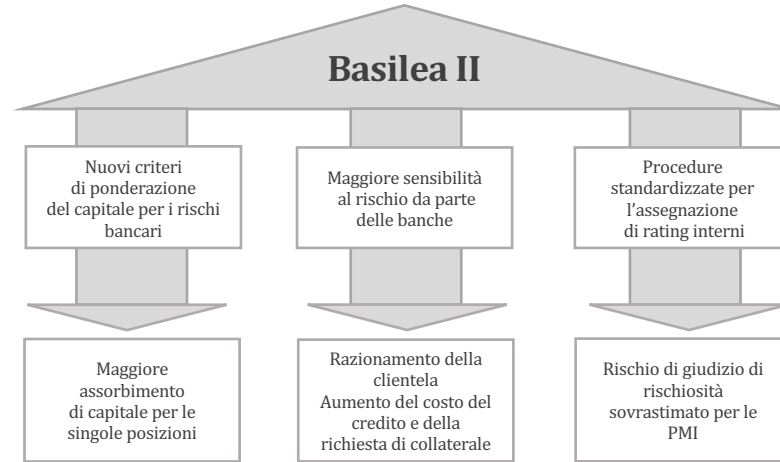 Basilea II
Nuovi criteri
di ponderazione
del capitale per i rischi
bancari
Maggiore sensibilità
al rischio da parte
delle banche
Procedure
standardizzate per
l’assegnazione
di rating interni
Maggiore
assorbimento
di capitale per le
singole posizioni
Razionamento della
clientela
Aumento del costo del
credito e della
richiesta di collaterale
Rischio di giudizio di
rischiosità
sovrastimato per le
PMI